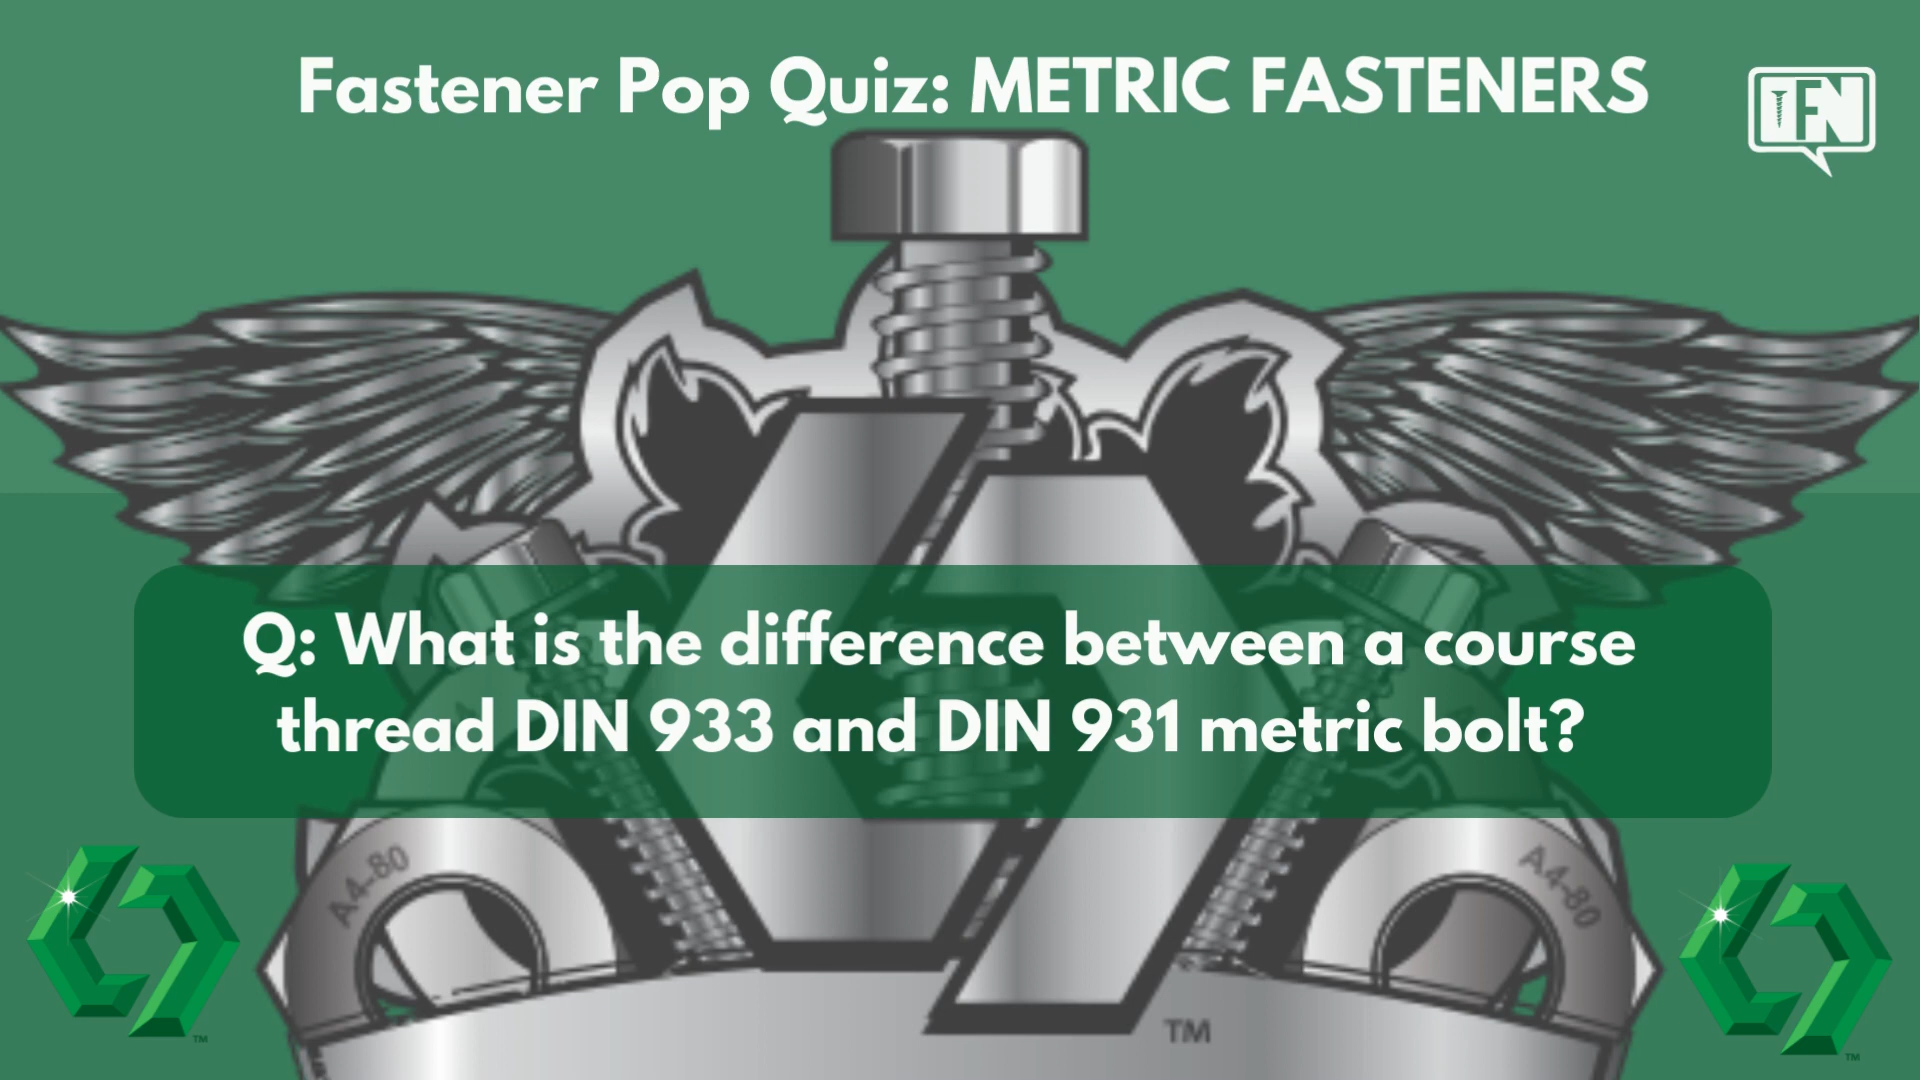 Fastener Pop Quiz: METRIC FASTENERS
IFN
Q: What is the difference between a course
thread DIN 933 and DIN 931 metric bolt?
A4-80
A4-80
TM
TM
TM